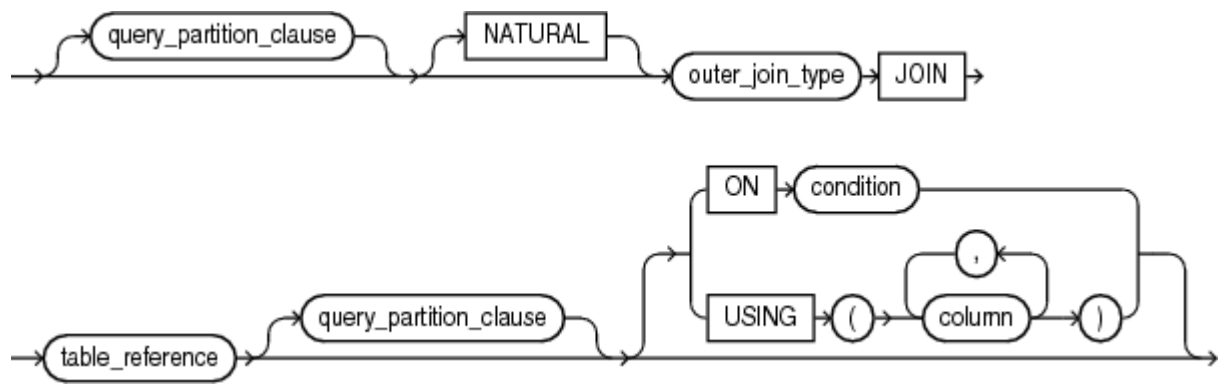 query_partition_clause NATURAL
outer_join_type JOIN
ON condition
,
USING ( column )
query_partition_clause
table_reference